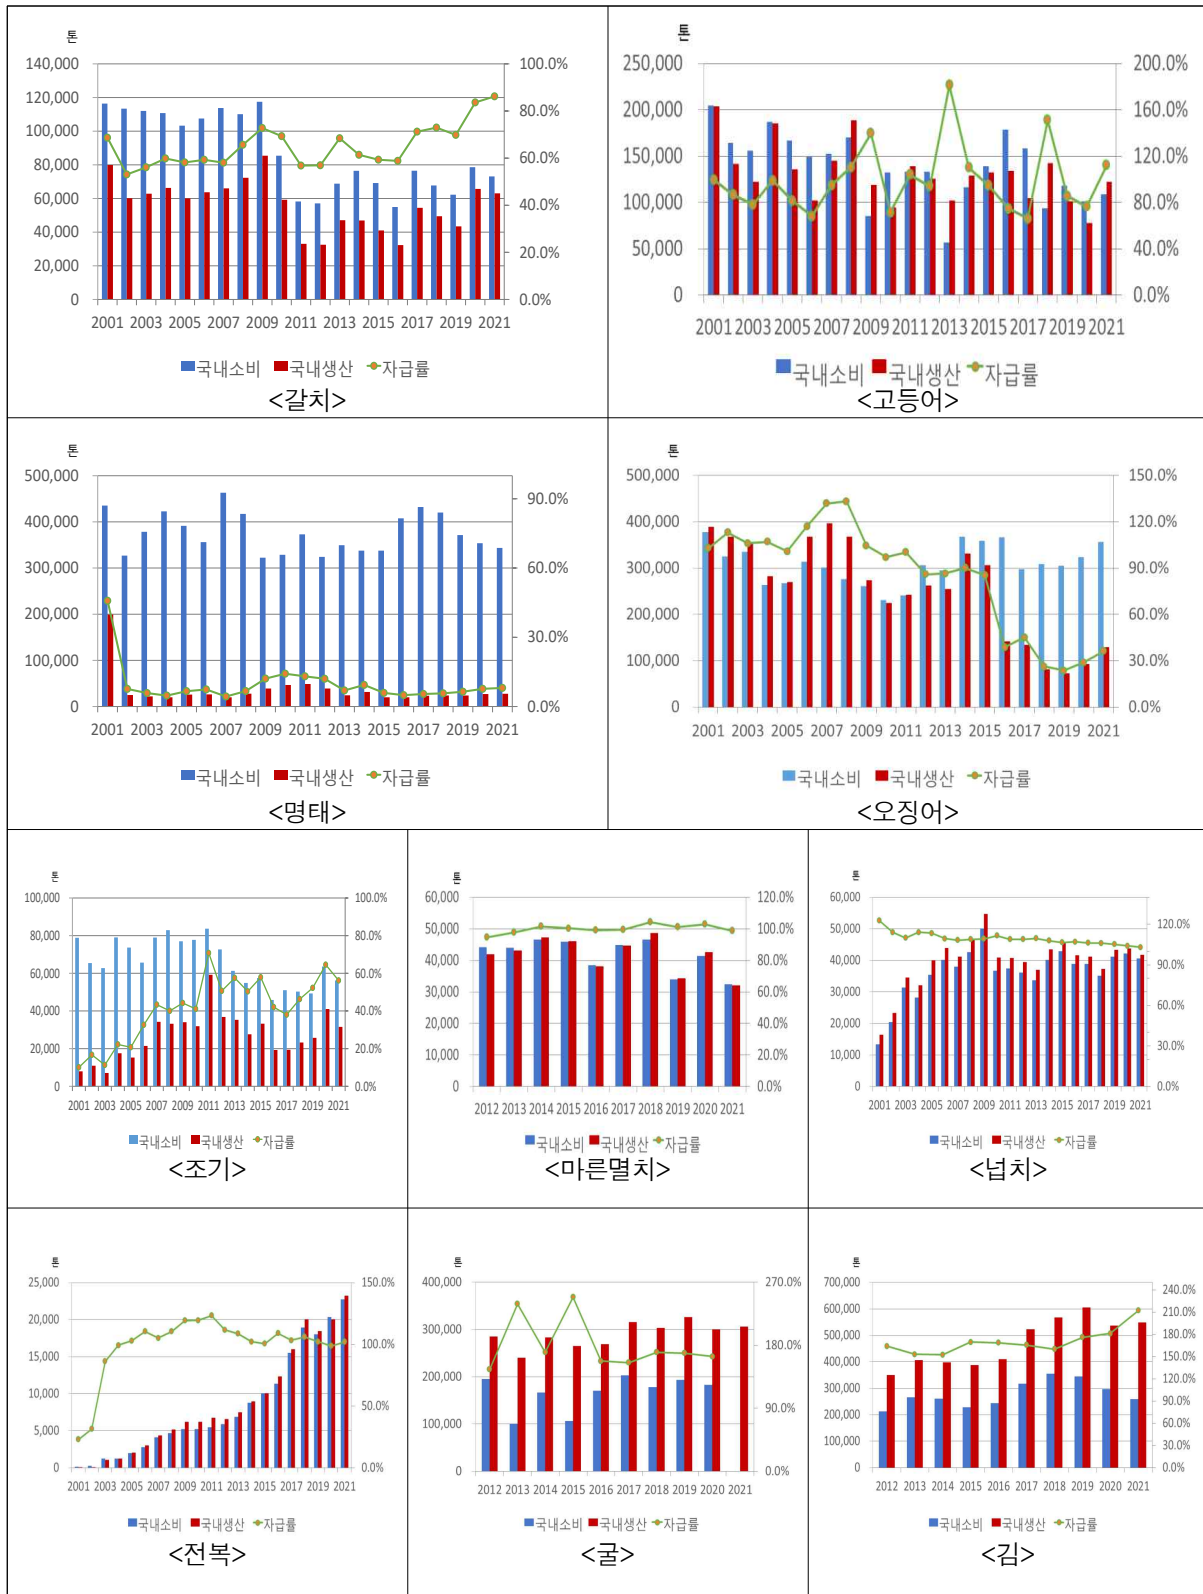 톤
140,000 100.0%
120,000 80.0%
100,000
80,000 60.0%
60,000 40.0%
40,000 20.0%
20,000
0 0.0%
2001 2003 2005 2007 2009 2011 2013 2015 2017 2019 2021
국내소비 국내생산 자급률
<갈치>
톤
250,000 200.0%
200,000 160.0%
150,000 120.0%
100,000 80.0%
50,000 40.0%
0 0.0%
2001 2003 2005 2007 2009 2011 2013 2015 2017 2019 2021
국내소비 국내생산 자급률
<고등어>
톤
500,000
400,000 90.0%
300,000 60.0%
200,000
100,000 30.0%
0 0.0%
2001 2003 2005 2007 2009 2011 2013 2015 2017 2019 2021
국내소비 국내생산 자급률
<명태>
톤
500,000 150.0%
400,000 120.0%
300,000 90.0%
200,000 60.0%
100,000 30.0%
0 0.0%
2001 2003 2005 2007 2009 2011 2013 2015 2017 2019 2021
국내소비 국내생산 자급률
<오징어>
톤
100,000 100.0%
80,000 80.0%
60,000 60.0%
40,000 40.0%
20,000 20.0%
0 0.0%
2001 2003 2005 2007 2009 2011 2013 2015 2017 2019 2021
국내소비 국내생산 자급률
<조기>
톤
60,000 120.0%
50,000 100.0%
40,000 80.0%
30,000 60.0%
20,000 40.0%
10,000 20.0%
0 0.0%
2012 2013 2014 2015 2016 2017 2018 2019 2020 2021
국내소비 국내생산 자급률
<마른멸치>
톤
60,000
50,000 120.0%
40,000 90.0%
30,000
20,000 60.0%
10,000 30.0%
0 0.0%
2001 2003 2005 2007 2009 2011 2013 2015 2017 2019 2021
국내소비 국내생산 자급률
<넙치>
톤
25,000 150.0%
20,000
15,000 100.0%
10,000
5,000 50.0%
0 0.0%
2001 2003 2005 2007 2009 2011 2013 2015 2017 2019 2021
국내소비 국내생산 자급률
<전복>
톤
400,000 270.0%
300,000 180.0%
200,000
100,000 90.0%
0 0.0%
2012 2013 2014 2015 2016 2017 2018 2019 2020 2021
국내소비 국내생산 자급률
<굴>
톤
700,000 240.0%
600,000 210.0%
500,000 180.0%
400,000 150.0%
300,000 120.0%
200,000 90.0%
100,000 60.0%
0 30.0%
0.0%
2012 2013 2014 2015 2016 2017 2018 2019 2020 2021
국내소비 국내생산 자급률
<김>